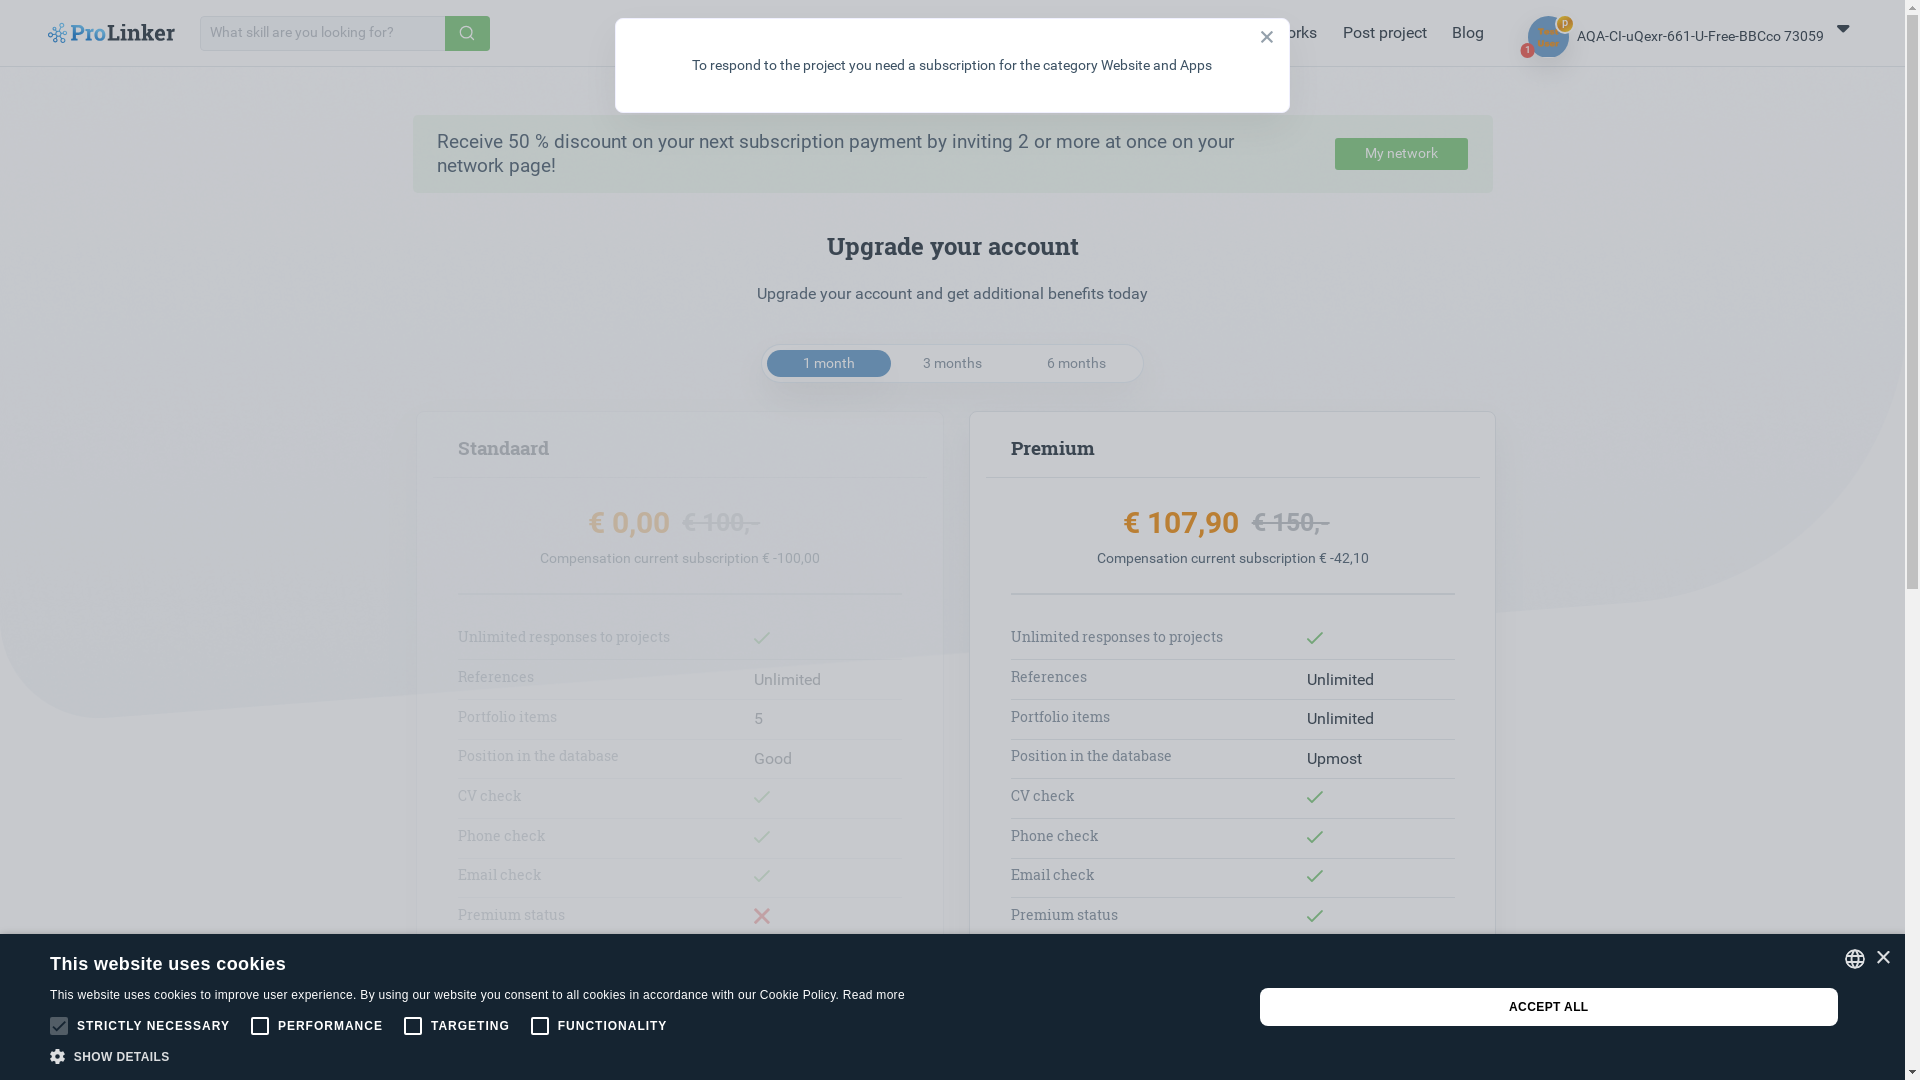 ProLinker
What skill are you looking for?
Post project
Blog
p
1
AQA-CI-uQexr-661-U-Free-BBCco 73059
To respond to the project you need a subscription for the category Website and Apps
Receive 50 % discount on your next subscription payment by inviting 2 or more at once on your
network page!
My network
Upgrade your account
Upgrade your account and get additional benefits today
1 month
3 months
6 months
Standaard
€ 0,00 € 100,-
Compensation current subscription € -100,00
Unlimited responses to projects
References Unlimited
Portfolio items 5
Position in the database Good
CV check
Phone check
Email check
Premium status
Premium
€ 107,90 € 150,-
Compensation current subscription € -42,10
Unlimited responses to projects
References Unlimited
Portfolio items Unlimited
Position in the database Upmost
CV check
Phone check
Email check
Premium status
This website uses cookies
This website uses cookies to improve user experience. By using our website you consent to all cookies in accordance with our Cookie Policy. Read more
STRICTLY NECESSARY
PERFORMANCE
TARGETING
FUNCTIONALITY
SHOW DETAILS
ACCEPT ALL